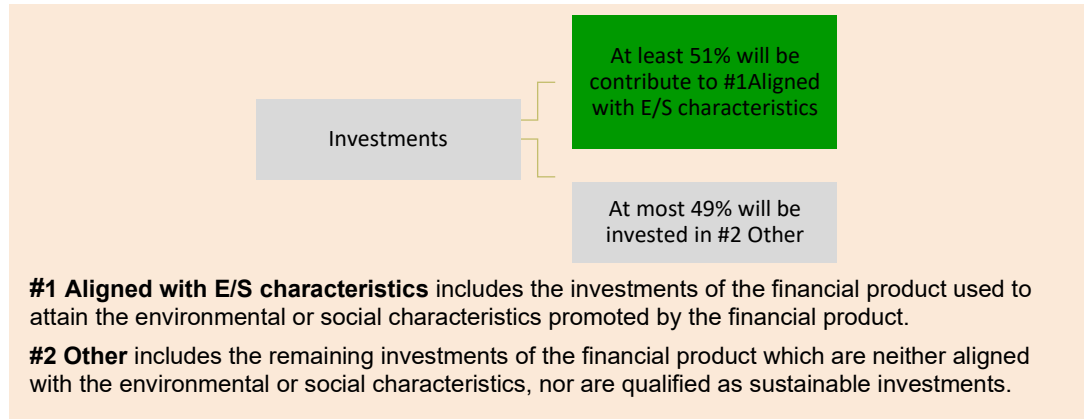 At least 51% will be
contribute to #1Aligned
with E/S characteristics
Investments
At most 49% will be
invested in #2 Other
#1 Aligned with E/S characteristics includes the investments of the financial product used to
attain the environmental or social characteristics promoted by the financial product.
#2 Other includes the remaining investments of the financial product which are neither aligned
with the environmental or social characteristics, nor are qualified as sustainable investments.